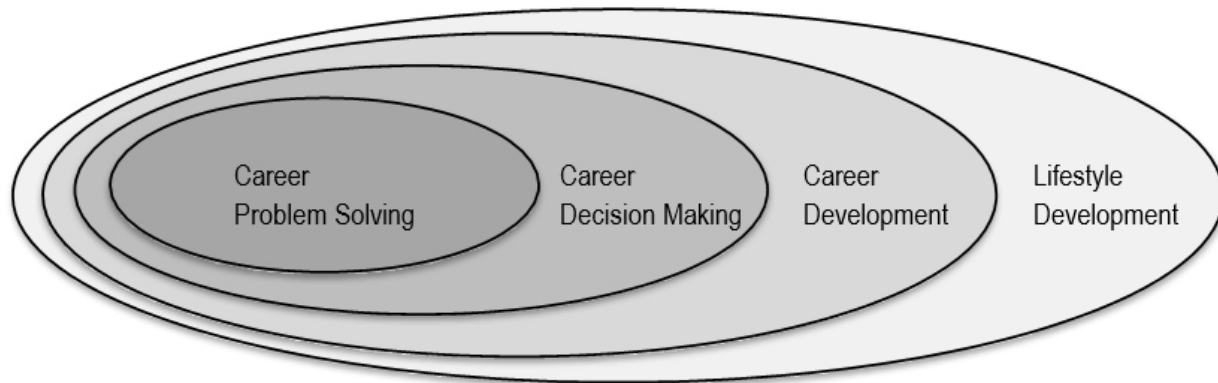 Career
Problem Solving
Career
Decision Making
Career
Development
Lifestyle
Development